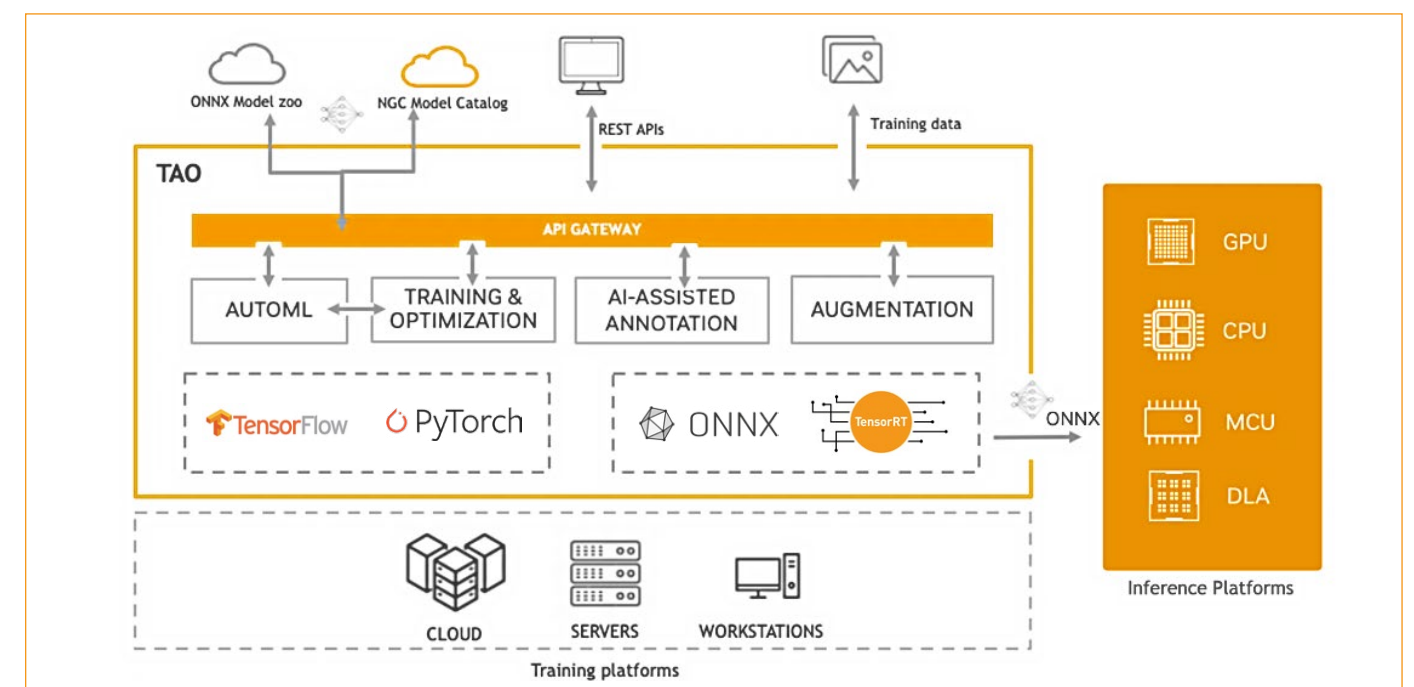 ONNX Model zoo
NGC Model Catalog
REST APIs
Training data
TAO
API GATEWAY
AUTOML
TRAINING &
OPTIMIZATION
AI-ASSISTED
ANNOTATION
AUGMENTATION
TensorFlow
PyTorch
ONNX
TensorRT
ONNX
GPU
CPU
MCU
DLA
Inference Platforms
CLOUD
SERVERS
WORKSTATIONS
Training platforms